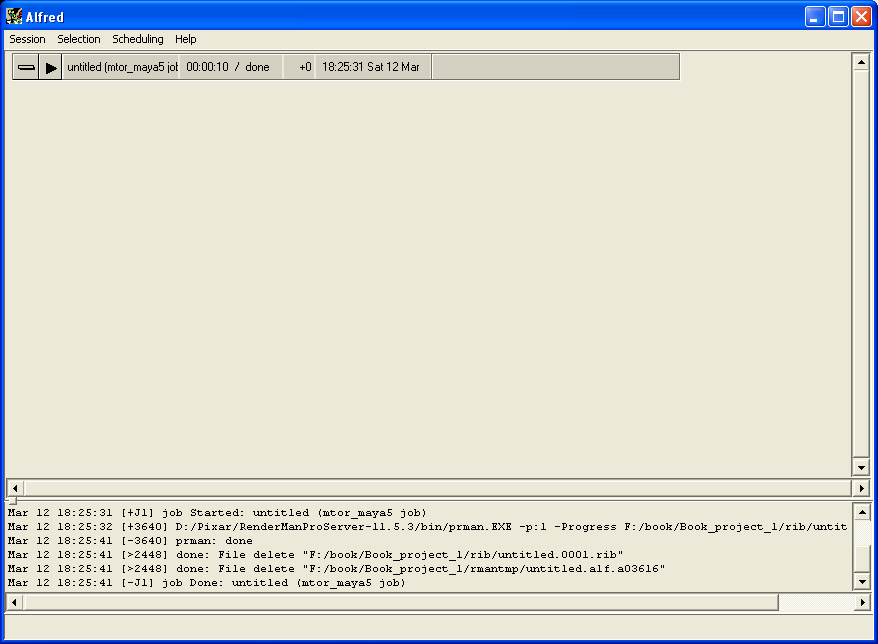 Alfred
Session Selection Scheduling Help
untitled (mtor_maya5 job 00:00:10 / done +0 18:25:31 Sat 12 Mar
Mar 12 18:25:31 [+J1] job Started: untitled (mtor_maya5 job)
Mar 12 18:25:32 [+3640] D:/Pixar/RenderManProServer-11.5.3/bin/prman.EXE -p:1 -Progress F:/book/Book_project_1/rib/untit
Mar 12 18:25:41 [-3640] prman: done
Mar 12 18:25:41 [>2448] done: File delete "F:/book/Book_project_1/rib/untitled.0001.rib"
Mar 12 18:25:41 [>2448] done: File delete "F:/book/Book_project_1/rmantmp/untitled.alf.a03616"
Mar 12 18:25:41 [-J1] job Done: untitled (mtor_maya5 job)